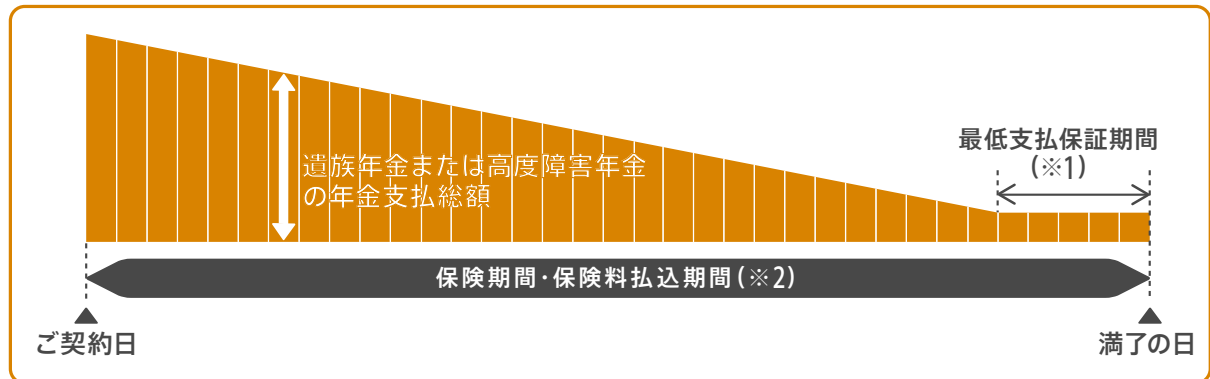 最低支払保証期間
(※1)
遺族年金または高度障害年金
の年金支払総額
保険期間・保険料払込期間(※2)
ご契約日
満了の日